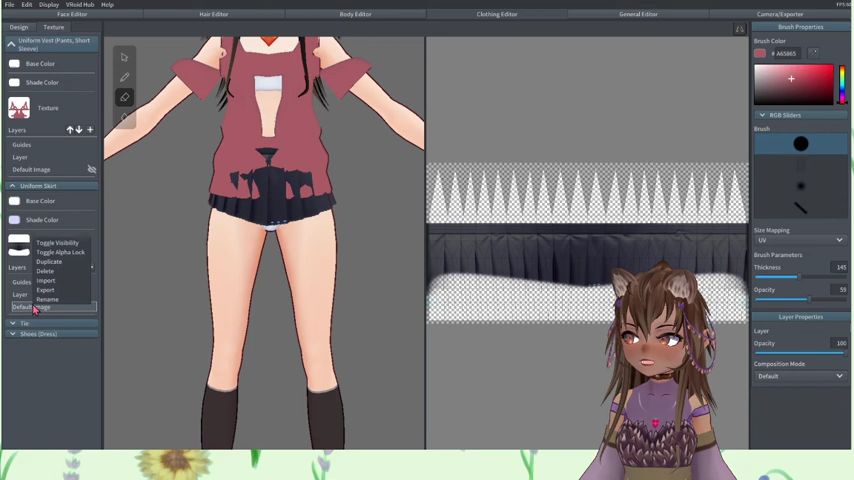 File Edit Display VRoid Hub Help
FPS:60
Face Editor Hair Editor Body Editor Clothing Editor General Editor Camera/Exporter
Design Texture
Uniform Vest (Pants, Short
Sleeve)
Base Color
Shade Color
Texture
Layers
Guides
Layer
Default Image
Uniform Skirt
Base Color
Shade Color
Toggle Visibility
Toggle Alpha Lock
Duplicate
Delete
Import
Export
Rename
Layers
Guides
Layer
Default Image
Tie
Shoes (Dress)
Brush Properties
Brush Color
# A65865
RGB Sliders
Brush
Size Mapping
UV
Brush Parameters
Thickness 145
Opacity 59
Layer Properties
Layer
Opacity 100
Composition Mode
Default